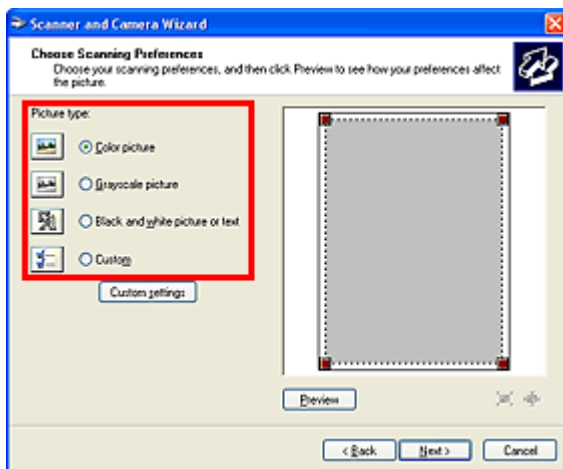 Scanner and Camera Wizard
Choose Scanning Preferences
Choose your scanning preferences, and then click Preview to see how your preferences affect
the picture.
Picture type:
Color picture
Grayscale picture
Black and white picture or text
Custom
Custom settings
Preview
< Back
Next >
Cancel